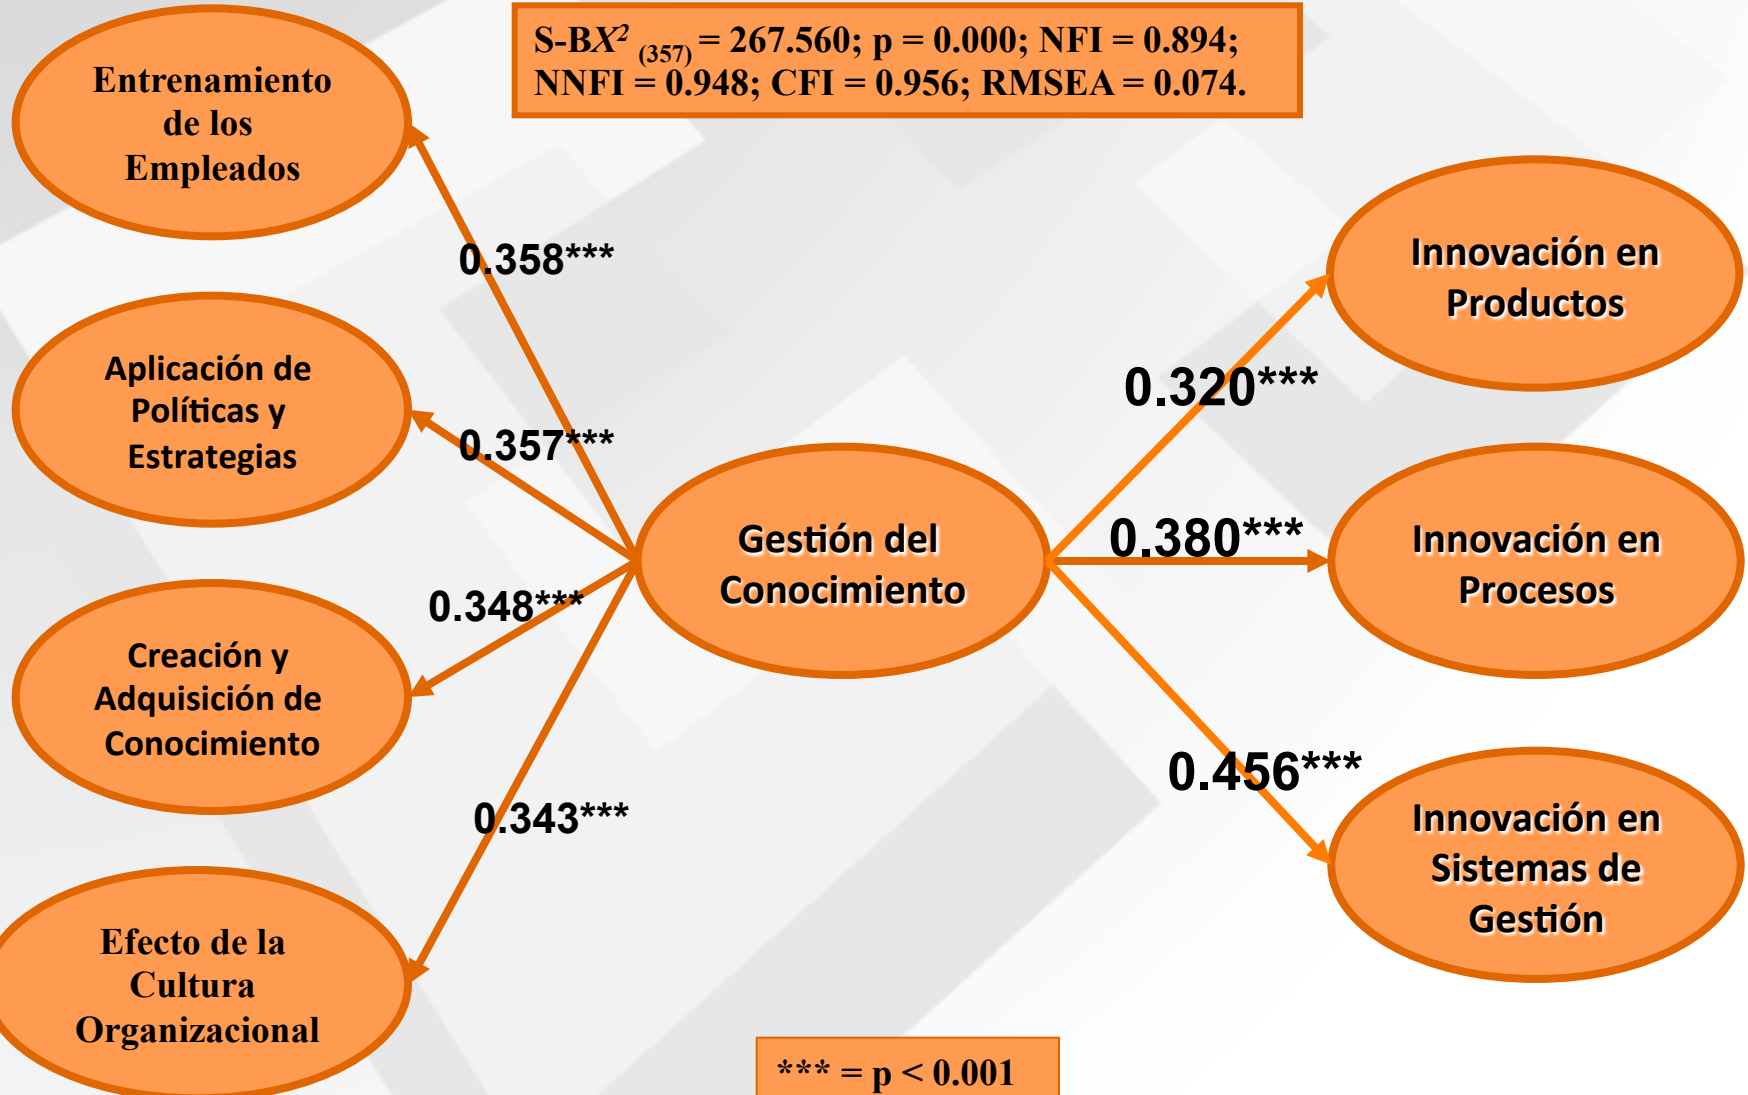 S-BX² (357) = 267.560; p = 0.000; NFI = 0.894;
NNFI = 0.948; CFI = 0.956; RMSEA = 0.074.
Entrenamiento
de los
Empleados
0.358***
Aplicación de
Políticas y
Estrategias
0.357***
Creación y
Adquisición de
Conocimiento
0.348***
Efecto de la
Cultura
Organizacional
0.343***
Gestión del
Conocimiento
0.320***
Innovación en
Productos
0.380***
Innovación en
Procesos
0.456***
Innovación en
Sistemas de
Gestión
*** = p < 0.001